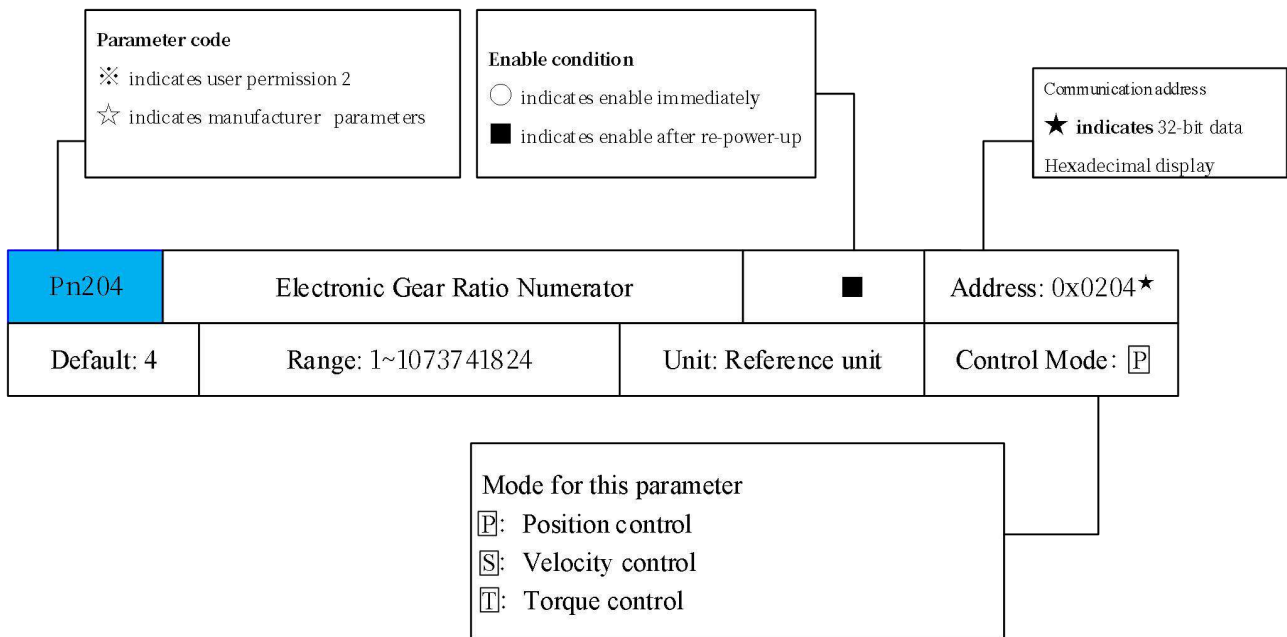 Parameter code
※ indicates user permission 2
☆ indicates manufacturer parameters
Enable condition
○ indicates enable immediately
■ indicates enable after re-power-up
Communication address
★ indicates 32-bit data
Hexadecimal display
Pn204
Electronic Gear Ratio Numerator
■
Address: 0x0204★
Default: 4
Range: 1~1073741824
Unit: Reference unit
Control Mode: P
Mode for this parameter
P: Position control
S: Velocity control
T: Torque control